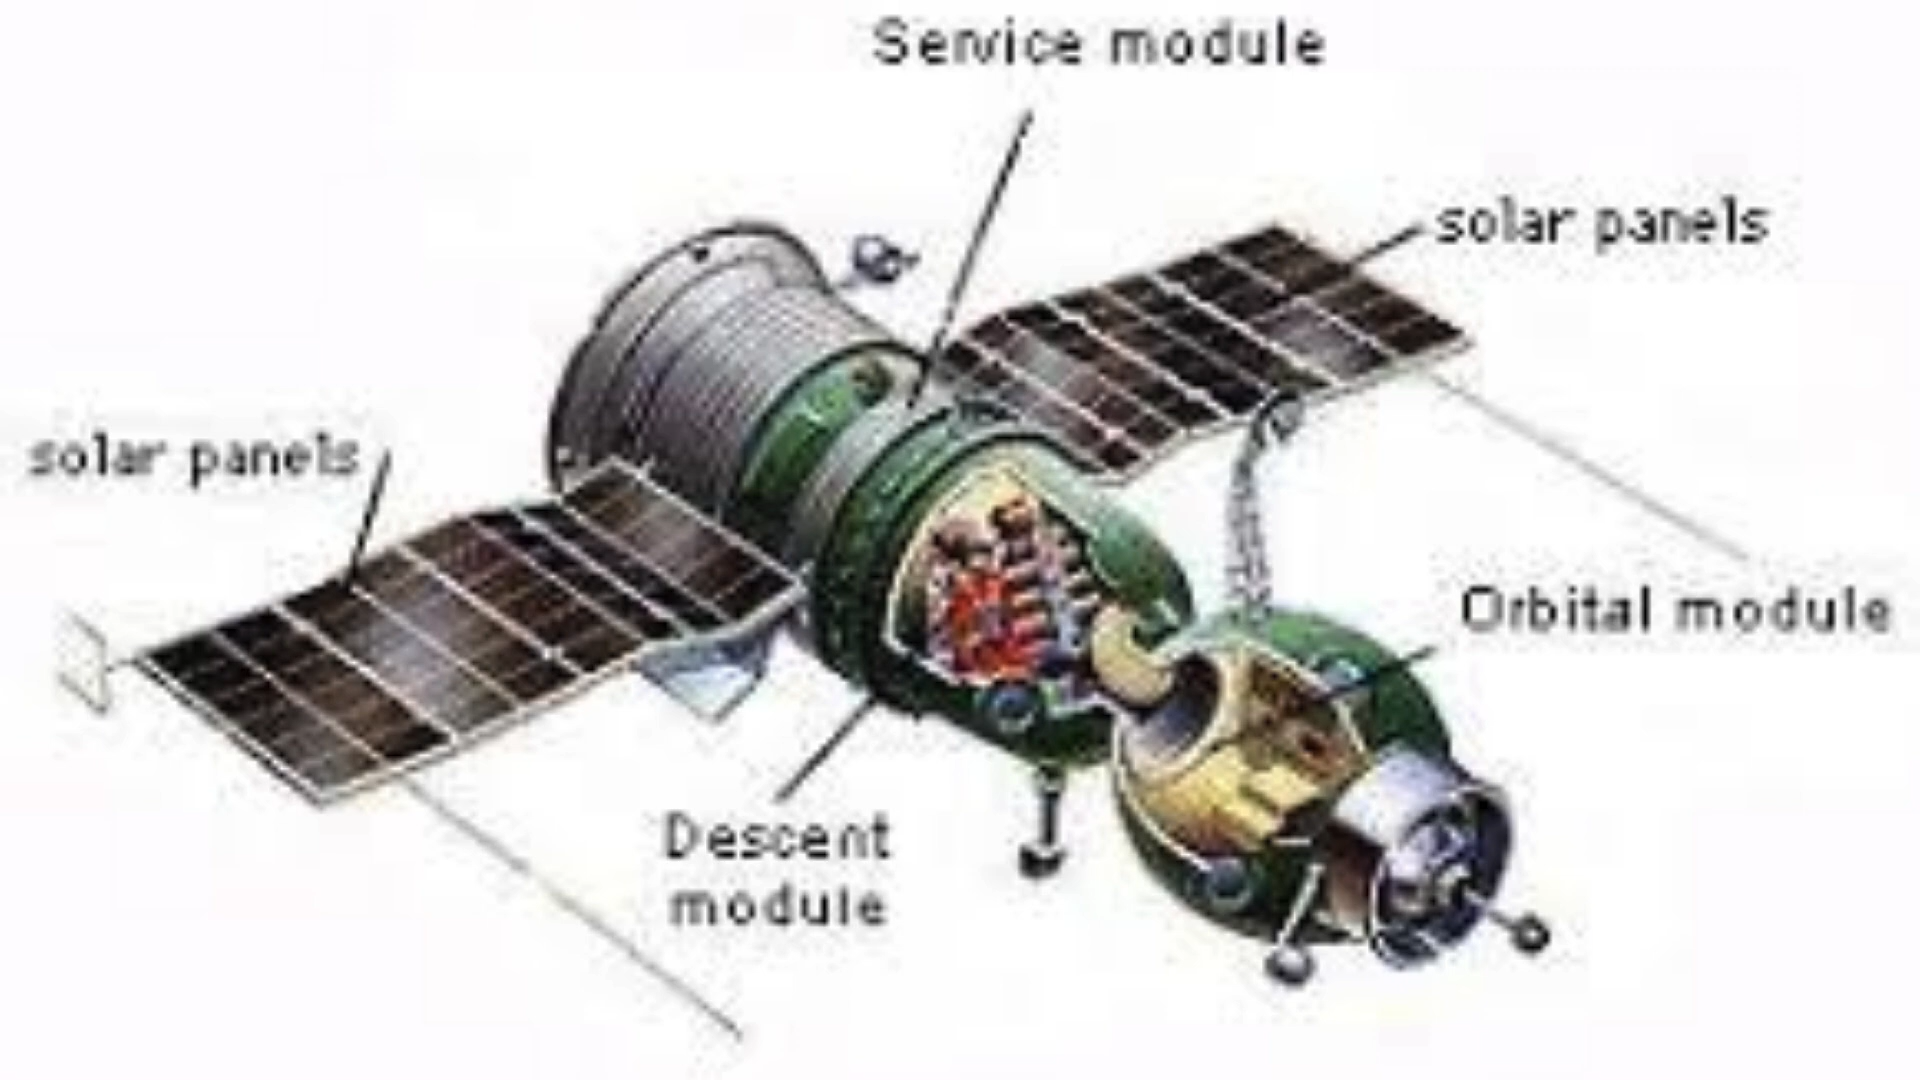 Service module
solar panels
solar panels
Orbital module
Descent
module